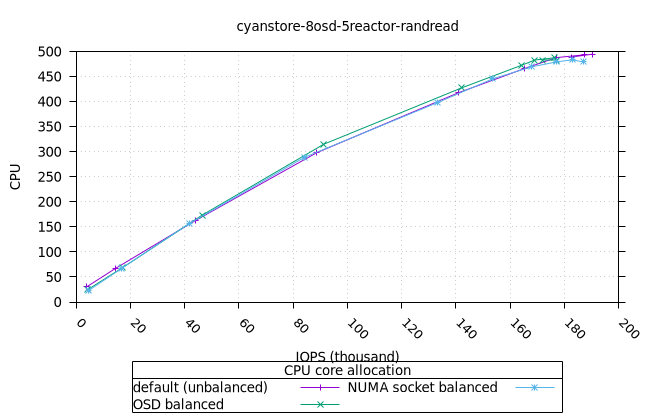 cyanstore-8osd-5reactor-randread
500
450
400
350
300
250
200
150
100
50
0
CPU
0 20 40 60 80 100 120 140 160 180 200
IOPS (thousand)
CPU core allocation
default (unbalanced) NUMA socket balanced
OSD balanced